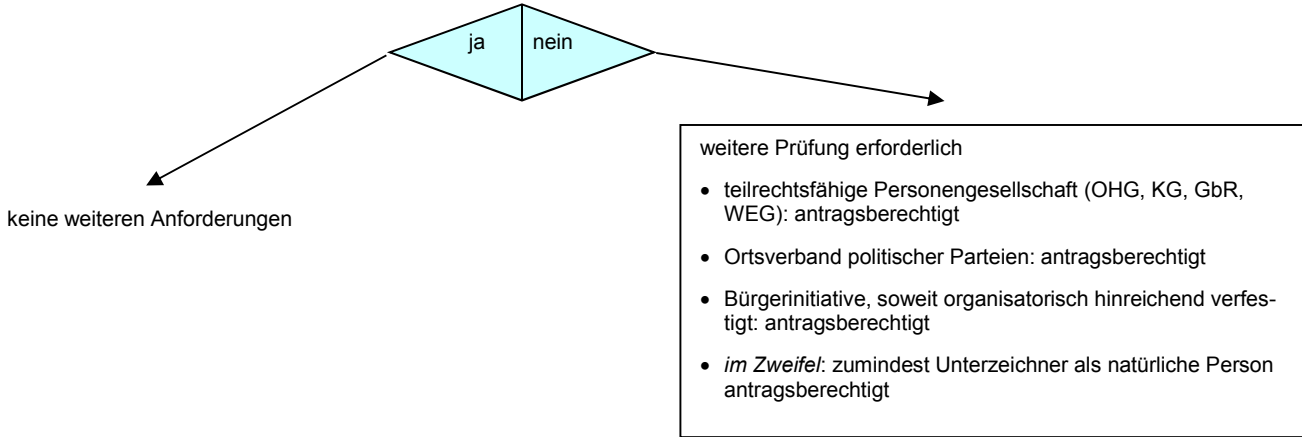 ja nein
weitere Prüfung erforderlich
• teilrechtsfähige Personengesellschaft (OHG, KG, GbR,
WEG): antragsberechtigt
keine weiteren Anforderungen
• Ortsverband politischer Parteien: antragsberechtigt
• Bürgerinitiative, soweit organisatorisch hinreichend verfes-
tigt: antragsberechtigt
• im Zweifel: zumindest Unterzeichner als natürliche Person
antragsberechtigt